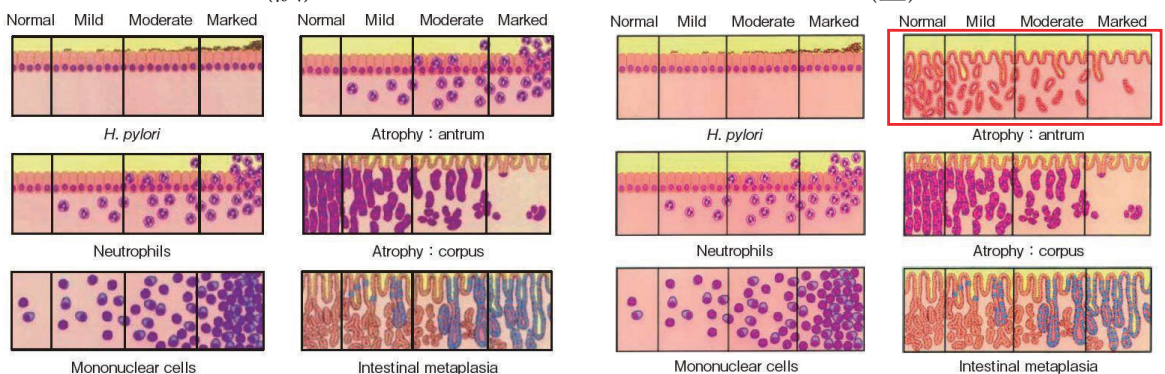 Normal Mild Moderate Marked Normal Mild Moderate Marked
H. pylori Atrophy：antrum
Neutrophils Atrophy：corpus
Mononuclear cells Intestinal metaplasia
Normal Mild Moderate Marked Normal Mild Moderate Marked
H. pylori Atrophy：antrum
Neutrophils Atrophy：corpus
Mononuclear cells Intestinal metaplasia